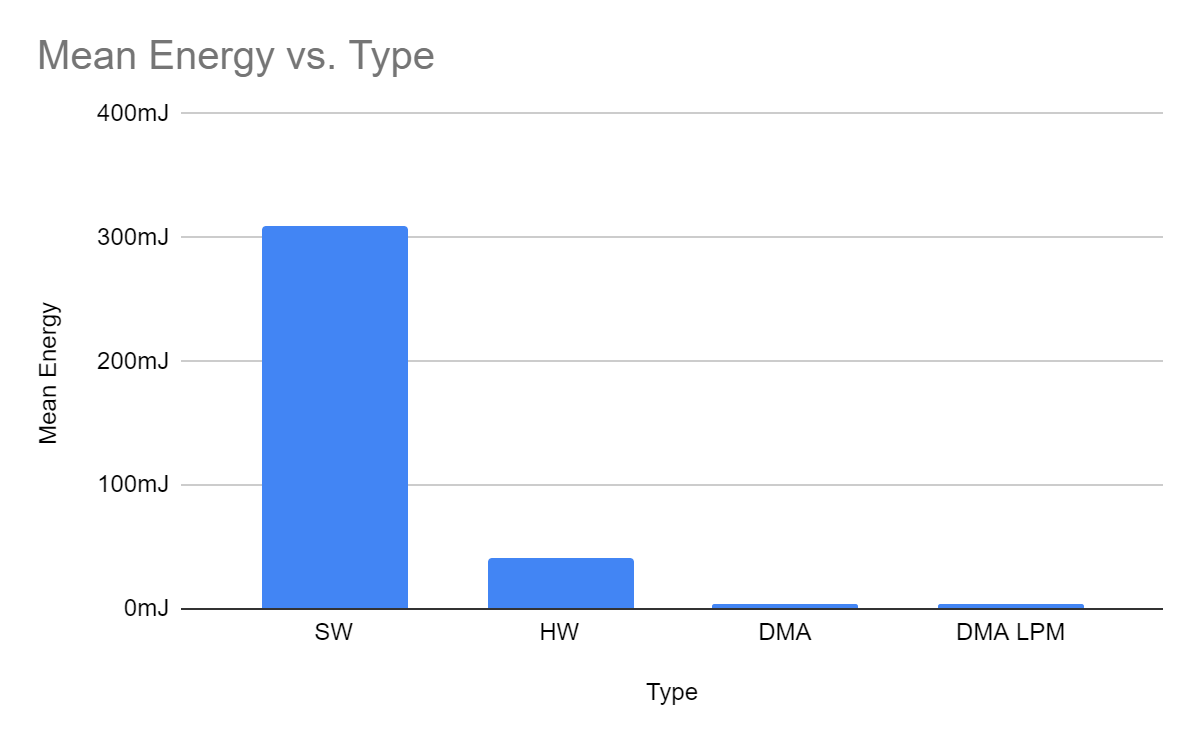 Mean Energy vs. Type
400mJ
300mJ
200mJ
100mJ
0mJ
Mean Energy
SW HW DMA DMA LPM
Type